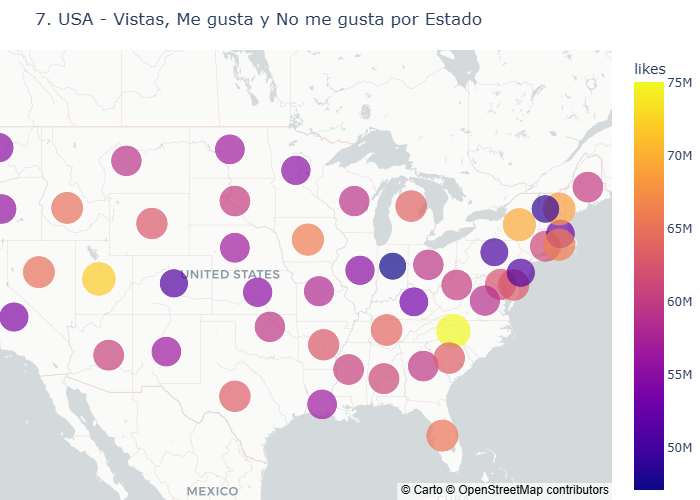 7. USA - Vistas, Me gusta y No me gusta por Estado
likes
75M
70M
65M
60M
55M
50M
UNITED STATES
MEXICO
© Carto © OpenStreetMap contributors